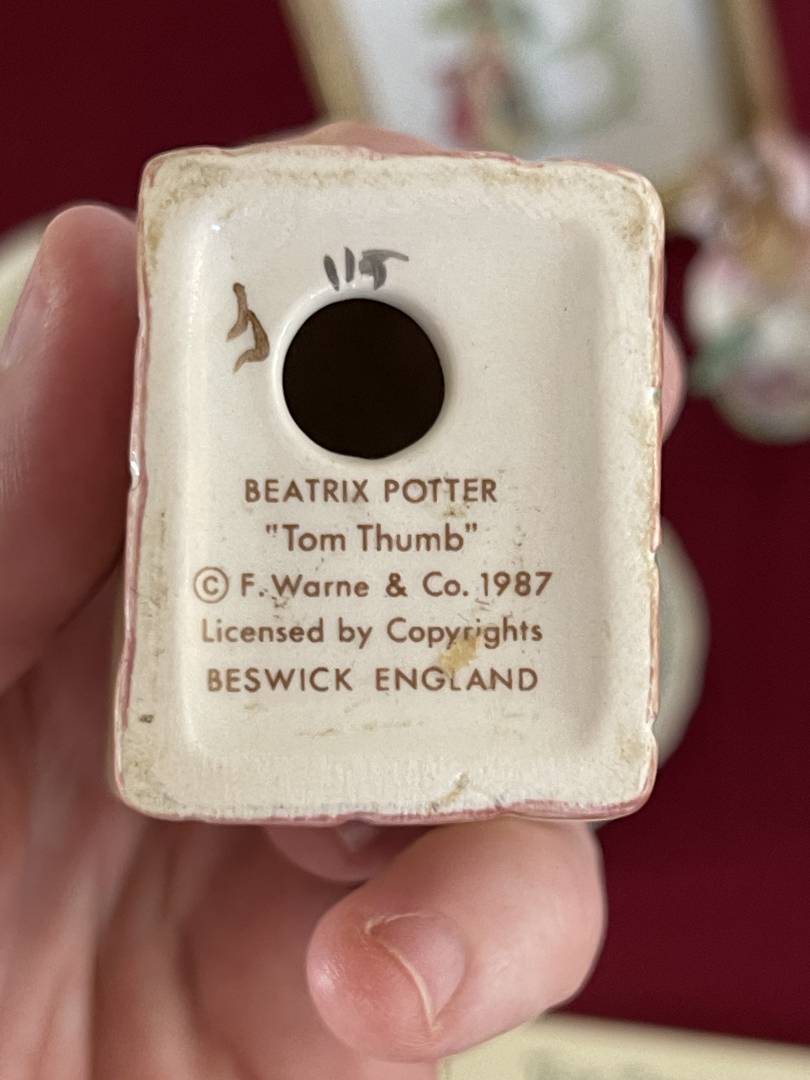 BEATRIX POTTER
"Tom Thumb"
© F. Warne & Co. 1987
Licensed by Copyrights
BESWICK ENGLAND